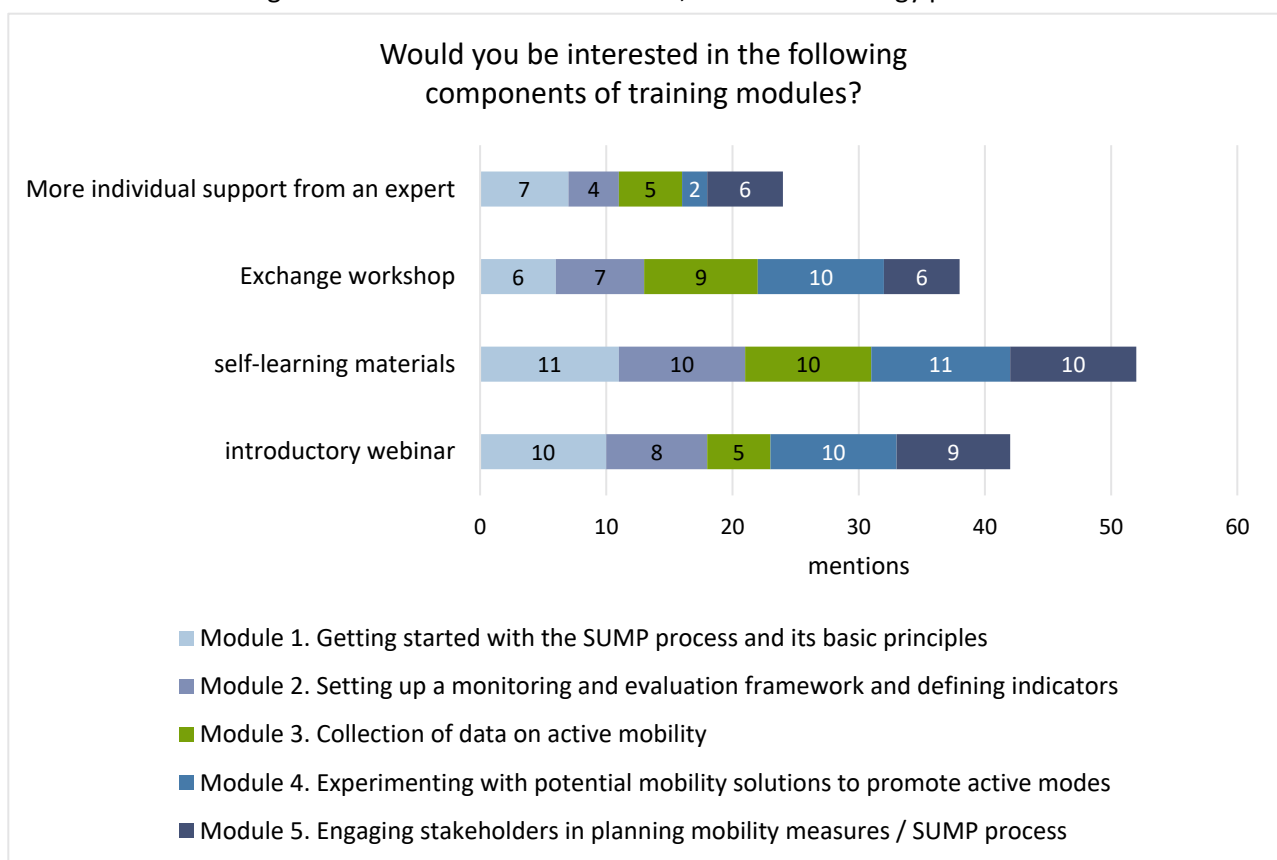 Would you be interested in the following
components of training modules?
More individual support from an expert
7 4 5 2 6
Exchange workshop
6 7 9 10 6
self-learning materials
11 10 10 11 10
introductory webinar
10 8 5 10 9
0 10 20 30 40 50 60
mentions
Module 1. Getting started with the SUMP process and its basic principles
Module 2. Setting up a monitoring and evaluation framework and defining indicators
Module 3. Collection of data on active mobility
Module 4. Experimenting with potential mobility solutions to promote active modes
Module 5. Engaging stakeholders in planning mobility measures / SUMP process